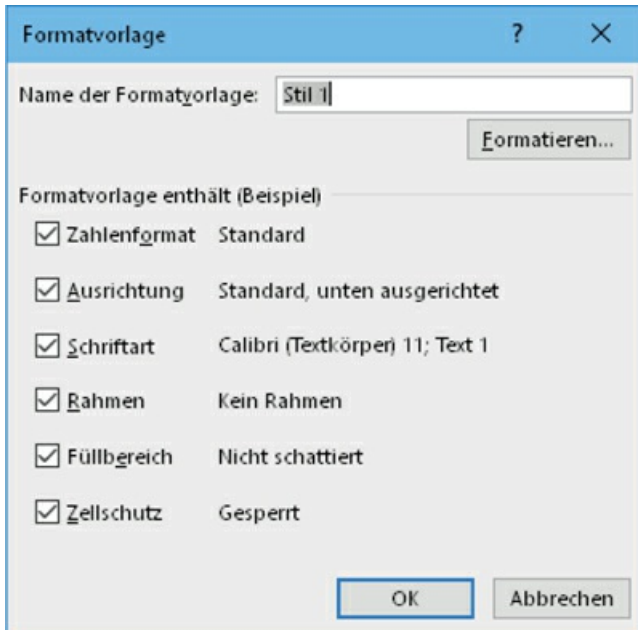 Formatvorlage ? ×
Name der Formatvorlage: Stil 1
Formatieren...
Formatvorlage enthält (Beispiel)
Zahlenformat Standard
Ausrichtung Standard, unten ausgerichtet
Schriftart Calibri (Textkörper) 11; Text 1
Rahmen Kein Rahmen
Füllbereich Nicht schattiert
Zellschutz Gesperrt
OK Abbrechen